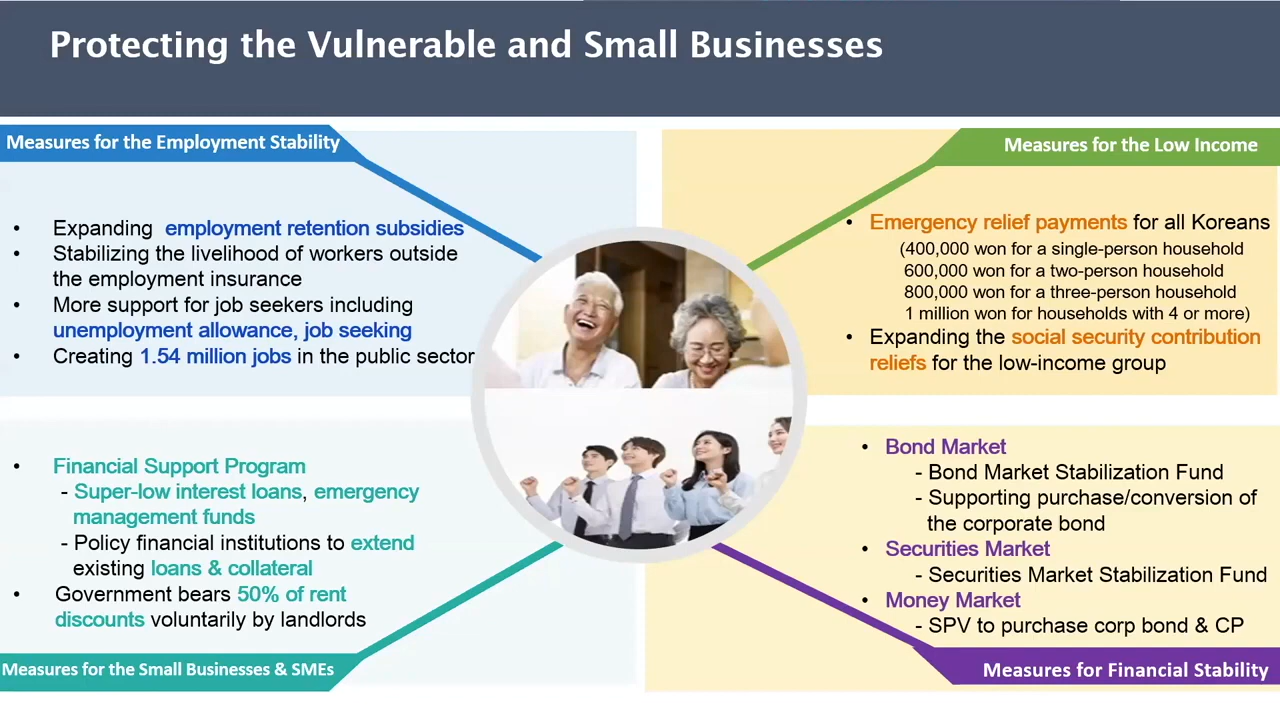 Protecting the Vulnerable and Small Businesses
Measures for the Employment Stability
• Expanding employment retention subsidies
• Stabilizing the livelihood of workers outside
the employment insurance
• More support for job seekers including
unemployment allowance, job seeking
• Creating 1.54 million jobs in the public sector
Measures for the Low Income
• Emergency relief payments for all Koreans
(400,000 won for a single-person household
600,000 won for a two-person household
800,000 won for a three-person household
1 million won for households with 4 or more)
• Expanding the social security contribution
reliefs for the low-income group
• Financial Support Program
- Super-low interest loans, emergency
management funds
- Policy financial institutions to extend
existing loans & collateral
• Government bears 50% of rent
discounts voluntarily by landlords
Measures for the Small Businesses & SMEs
• Bond Market
- Bond Market Stabilization Fund
- Supporting purchase/conversion of
the corporate bond
• Securities Market
- Securities Market Stabilization Fund
• Money Market
- SPV to purchase corp bond & CP
Measures for Financial Stability